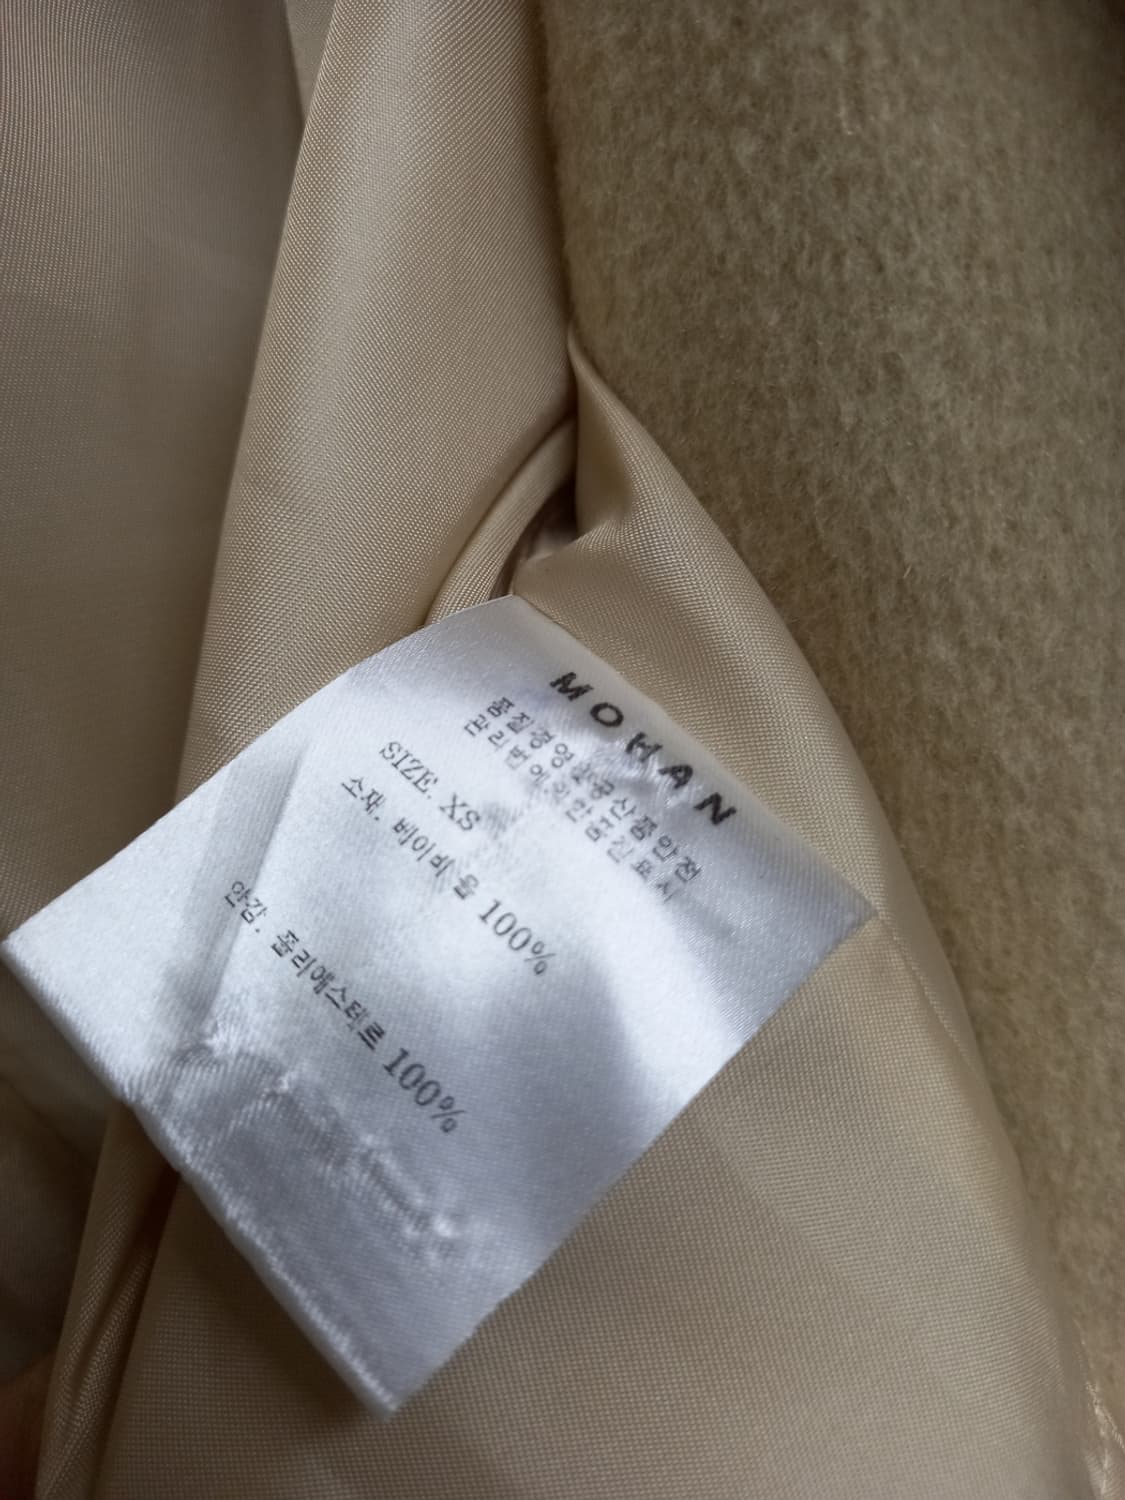 MOHAN
품질경영및공산품안전
관리법에의한품질표시
SIZE. XS
소재. 베이비 울 100%
안감. 폴리에스테르 100%